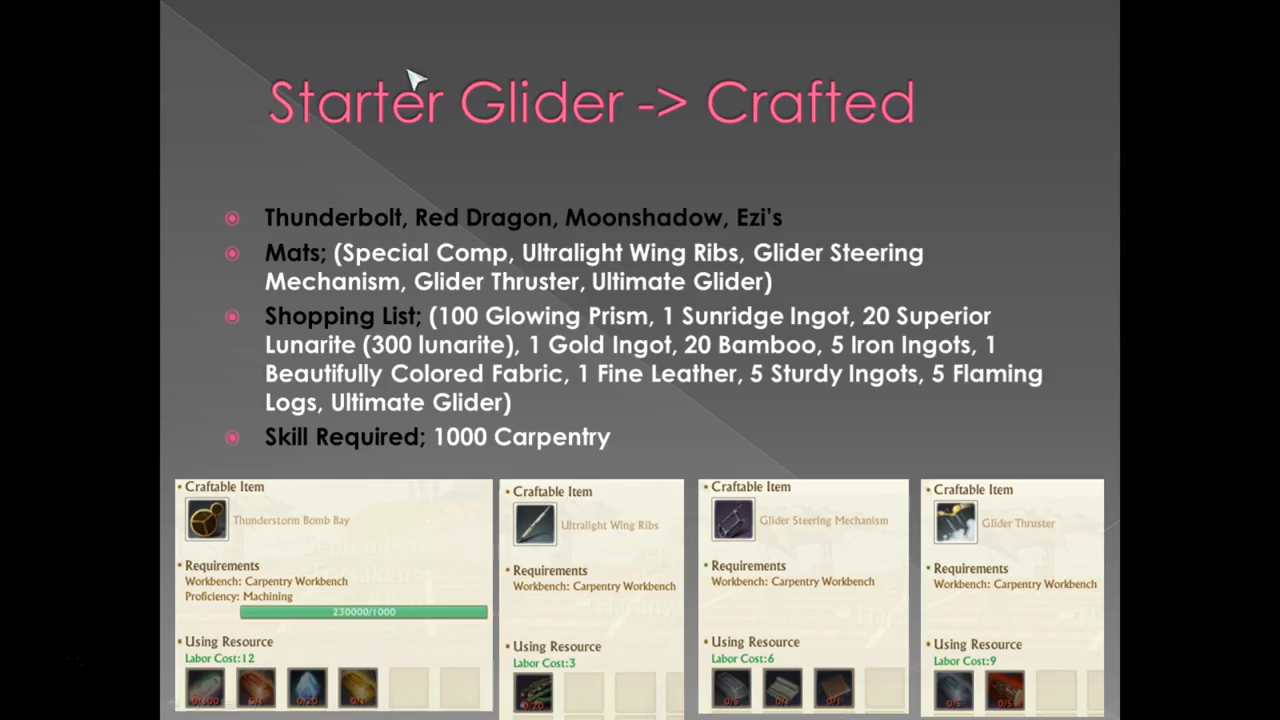 Starter Glider -> Crafted
Thunderbolt, Red Dragon, Moonshadow, Ezi's
Mats; (Special Comp, Ultralight Wing Ribs, Glider Steering
Mechanism, Glider Thruster, Ultimate Glider)
Shopping List; (100 Glowing Prism, 1 Sunridge Ingot, 20 Superior
Lunarite (300 lunarite), 1 Gold Ingot, 20 Bamboo, 5 Iron Ingots, 1
Beautifully Colored Fabric, 1 Fine Leather, 5 Sturdy Ingots, 5 Flaming
Logs, Ultimate Glider)
Skill Required; 1000 Carpentry
Craftable Item
Thunderstorm Bomb Bay
Requirements
Workbench: Carpentry Workbench
Proficiency: Machining
230000/1000
Using Resource
Labor Cost:12
Craftable Item
Ultralight Wing Ribs
Requirements
Workbench: Carpentry Workbench
Using Resource
Labor Cost:3
0/20
Craftable Item
Glider Steering Mechanism
Requirements
Workbench: Carpentry Workbench
Using Resource
Labor Cost:6
Craftable Item
Glider Thruster
Requirements
Workbench: Carpentry Workbench
Using Resource
Labor Cost:9
0/5 0/5